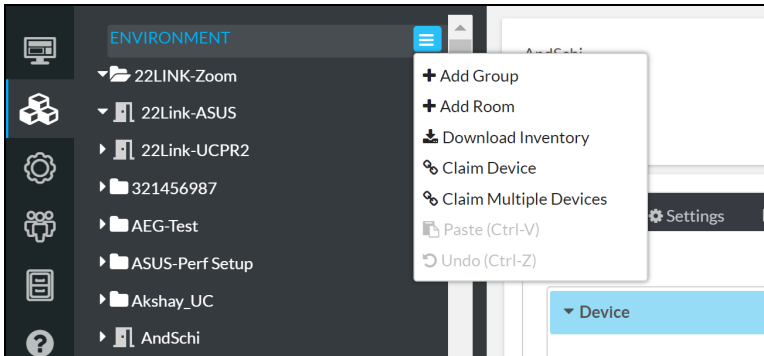 ENVIRONMENT
22LINK-Zoom
22Link-ASUS
22Link-UCPR2
321456987
AEG-Test
ASUS-Perf Setup
Akshay_UC
AndSchi
Add Group
Add Room
Download Inventory
Claim Device
Claim Multiple Devices
Paste (Ctrl-V)
Undo (Ctrl-Z)
AndSchi
Settings
Device